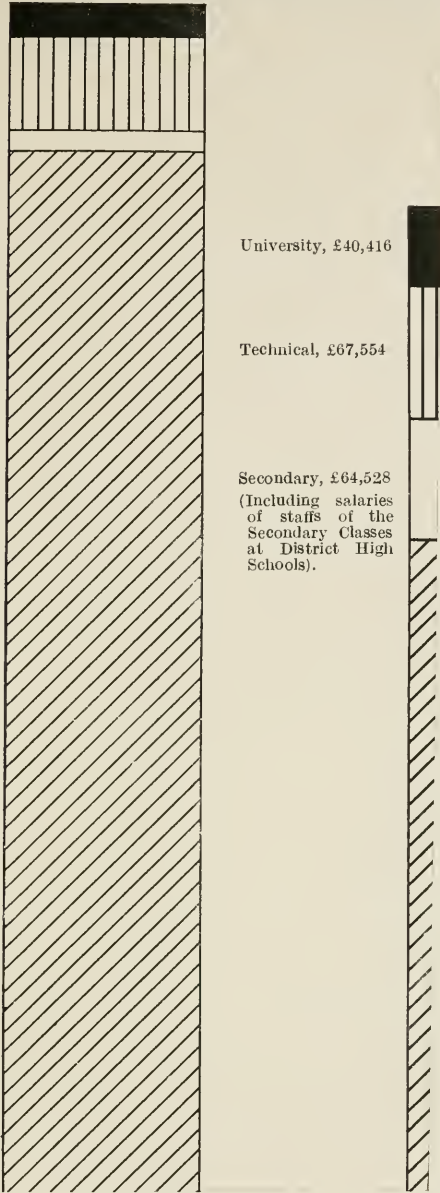 University, £40,416
Technical, £67,554
Secondary, £64,528
(Including salaries
of staffs of the
Secondary Classes
at District High
Schools).